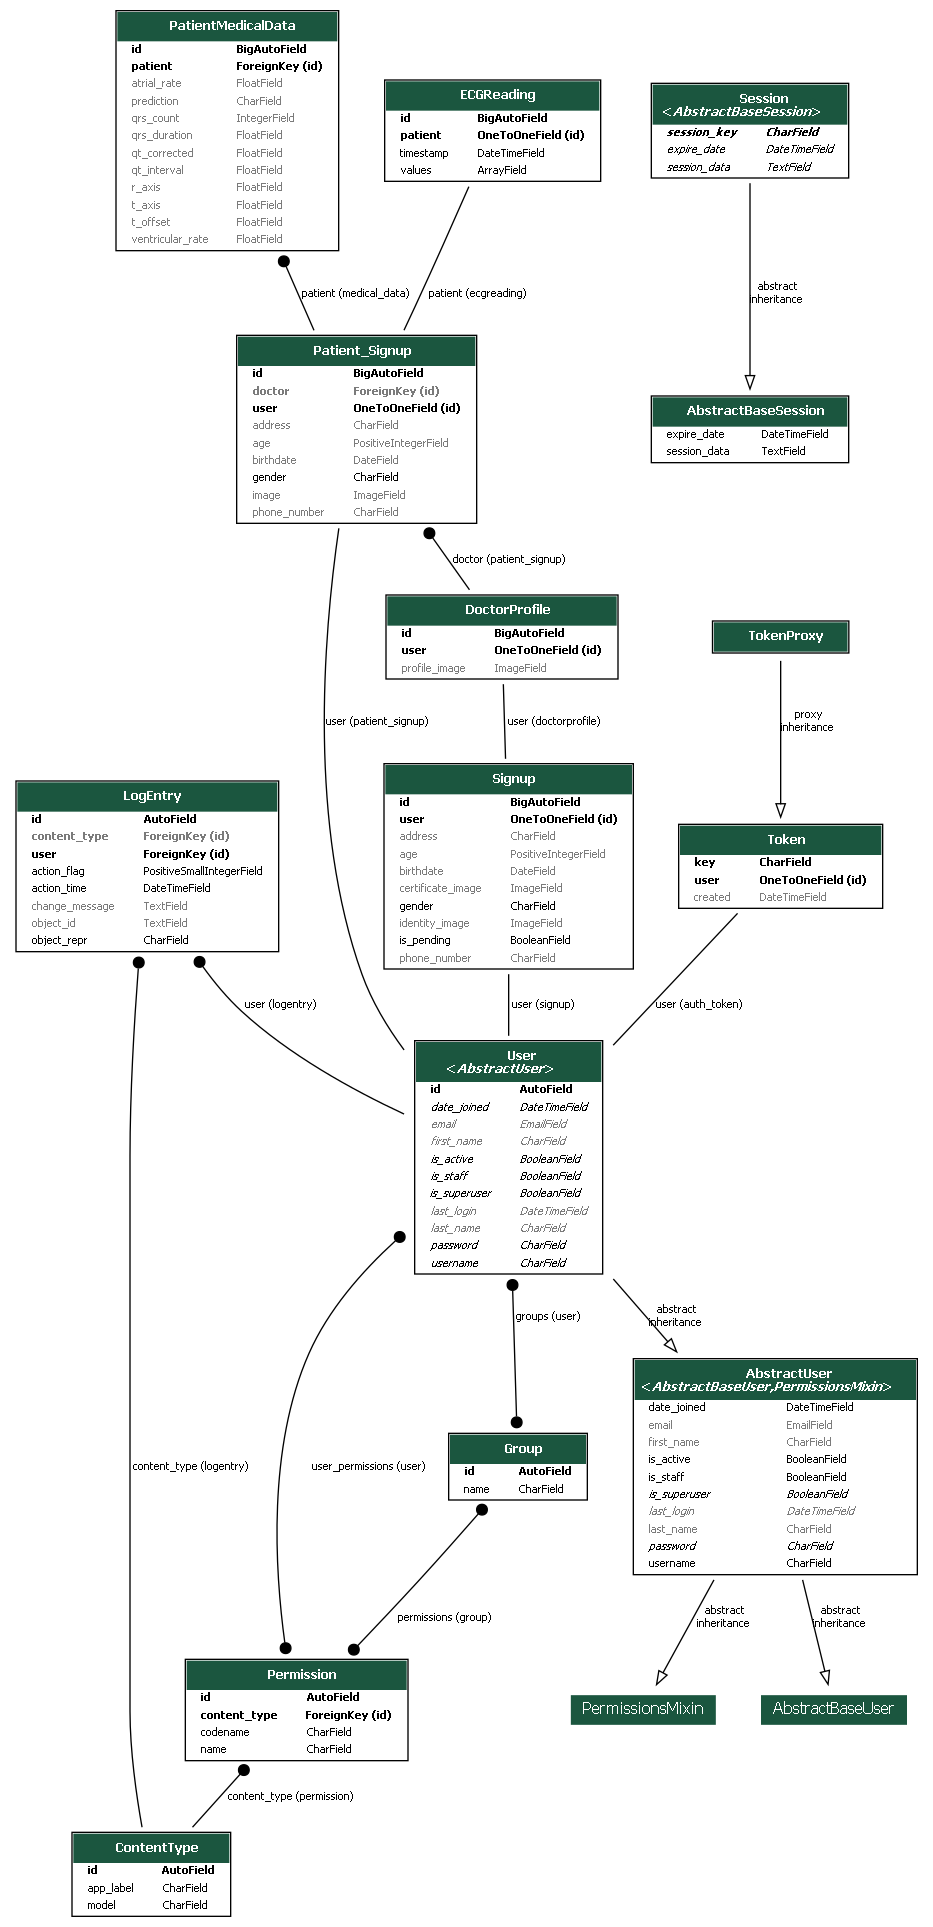 PatientMedicalData
id BigAutoField
patient ForeignKey (id)
atrial_rate FloatField
prediction CharField
qrs_count IntegerField
qrs_duration FloatField
qt_corrected FloatField
qt_interval FloatField
r_axis FloatField
t_axis FloatField
t_offset FloatField
ventricular_rate FloatField
ECGReading
id BigAutoField
patient OneToOneField (id)
timestamp DateTimeField
values ArrayField
Session
<AbstractBaseSession>
session_key CharField
expire_date DateTimeField
session_data TextField
patient (medical_data)
patient (ecgreading)
abstract
inheritance
Patient_Signup
id BigAutoField
doctor ForeignKey (id)
user OneToOneField (id)
address CharField
age PositiveIntegerField
birthdate DateField
gender CharField
image ImageField
phone_number CharField
AbstractBaseSession
expire_date DateTimeField
session_data TextField
doctor (patient_signup)
DoctorProfile
id BigAutoField
user OneToOneField (id)
profile_image ImageField
TokenProxy
user (patient_signup)
user (doctorprofile)
proxy
inheritance
Signup
id BigAutoField
user OneToOneField (id)
address CharField
age PositiveIntegerField
birthdate DateField
certificate_image ImageField
gender CharField
identity_image ImageField
is_pending BooleanField
phone_number CharField
LogEntry
id AutoField
content_type ForeignKey (id)
user ForeignKey (id)
action_flag PositiveSmallIntegerField
action_time DateTimeField
change_message TextField
object_id TextField
object_repr CharField
Token
key CharField
user OneToOneField (id)
created DateTimeField
user (logentry)
user (signup)
user (auth_token)
User
<AbstractUser>
id AutoField
date_joined DateTimeField
email EmailField
first_name CharField
is_active BooleanField
is_staff BooleanField
is_superuser BooleanField
last_login DateTimeField
last_name CharField
password CharField
username CharField
groups (user)
abstract
inheritance
AbstractUser
<AbstractBaseUser,PermissionsMixin>
date_joined DateTimeField
email EmailField
first_name CharField
is_active BooleanField
is_staff BooleanField
is_superuser BooleanField
last_login DateTimeField
last_name CharField
password CharField
username CharField
Group
id AutoField
name CharField
content_type (logentry)
user_permissions (user)
permissions (group)
abstract
inheritance
abstract
inheritance
Permission
id AutoField
content_type ForeignKey (id)
codename CharField
name CharField
PermissionsMixin
AbstractBaseUser
content_type (permission)
ContentType
id AutoField
app_label CharField
model CharField